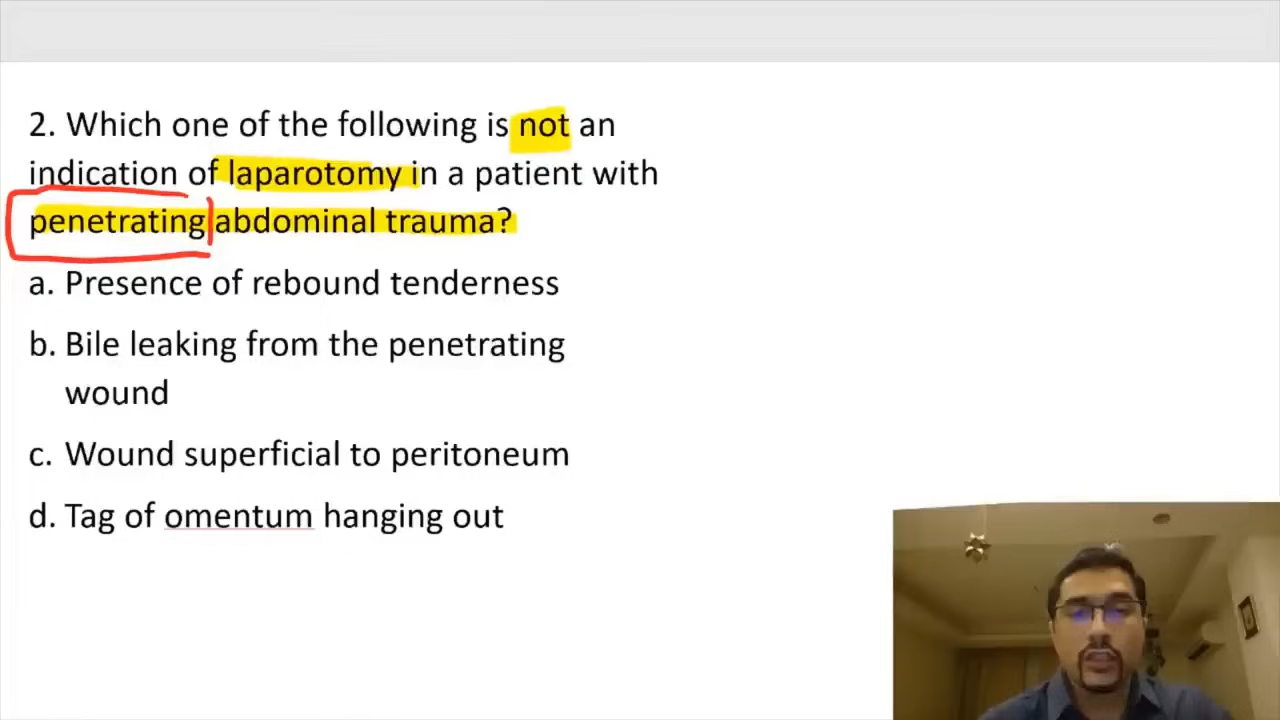 2. Which one of the following is not an
indication of laparotomy in a patient with
penetrating abdominal trauma?
a. Presence of rebound tenderness
b. Bile leaking from the penetrating
wound
c. Wound superficial to peritoneum
d. Tag of omentum hanging out